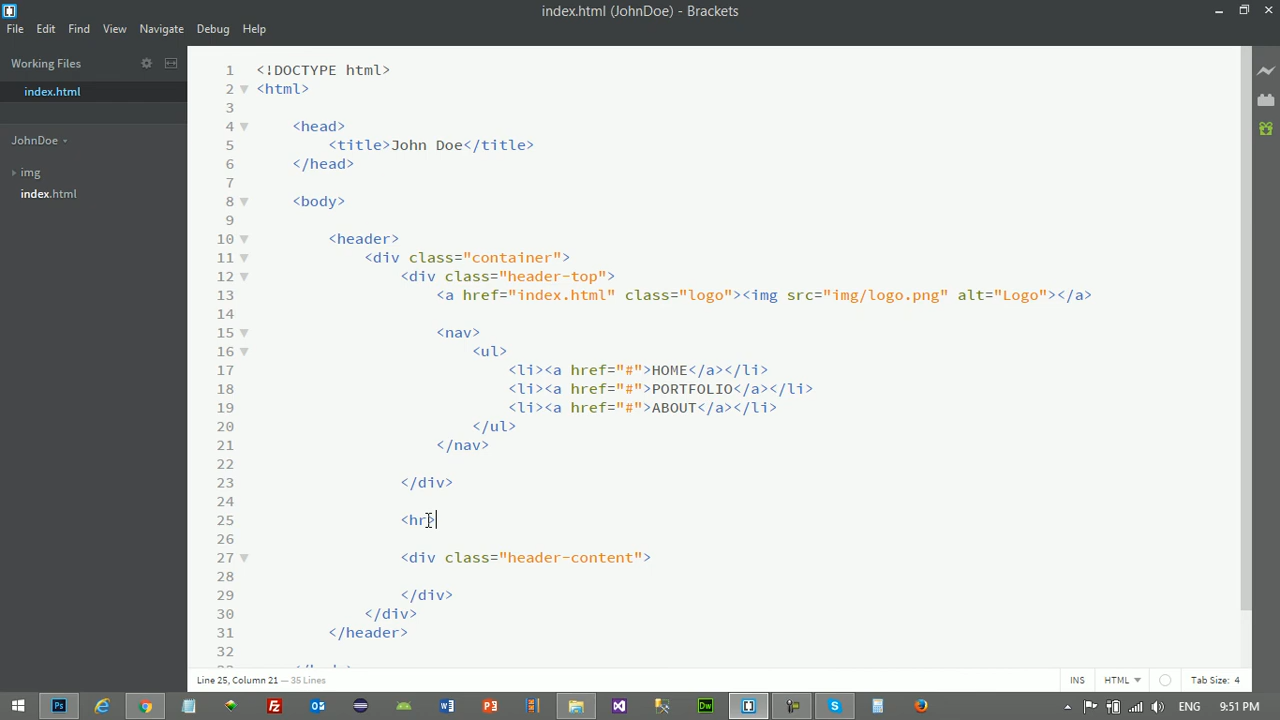 index.html (JohnDoe) - Brackets
File Edit Find View Navigate Debug Help
Working Files
index.html
JohnDoe
img
index.html
1 <!DOCTYPE html>
2 <html>
3
4 <head>
5 <title>John Doe</title>
6 </head>
7
8 <body>
9
10 <header>
11 <div class="container">
12 <div class="header-top">
13 <a href="index.html" class="logo"><img src="img/logo.png" alt="Logo"></a>
14
15 <nav>
16 <ul>
17 <li><a href="#">HOME</a></li>
18 <li><a href="#">PORTFOLIO</a></li>
19 <li><a href="#">ABOUT</a></li>
20 </ul>
21 </nav>
22
23 </div>
24
25 <hr>
26
27 <div class="header-content">
28
29 </div>
30 </div>
31 </header>
32
Line 25, Column 21 — 35 Lines INS HTML Tab Size: 4
Ps Dw ENG 9:51 PM